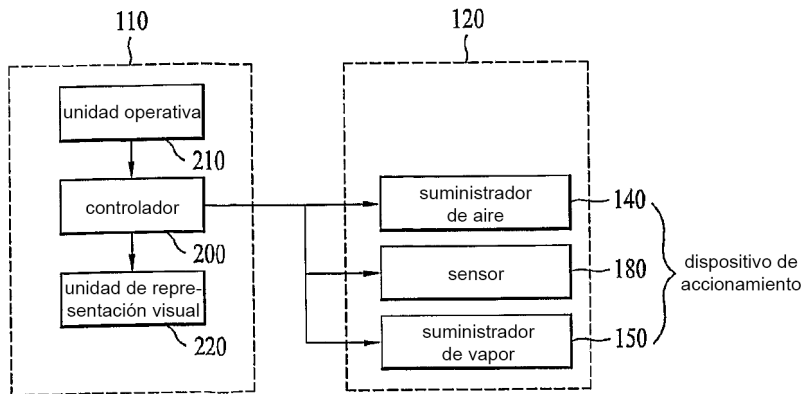 110
120
unidad operativa
210
controlador
200
unidad de repre-
sentación visual
220
suministrador
de aire
140
sensor
180
suministrador
de vapor
150
dispositivo de
accionamiento